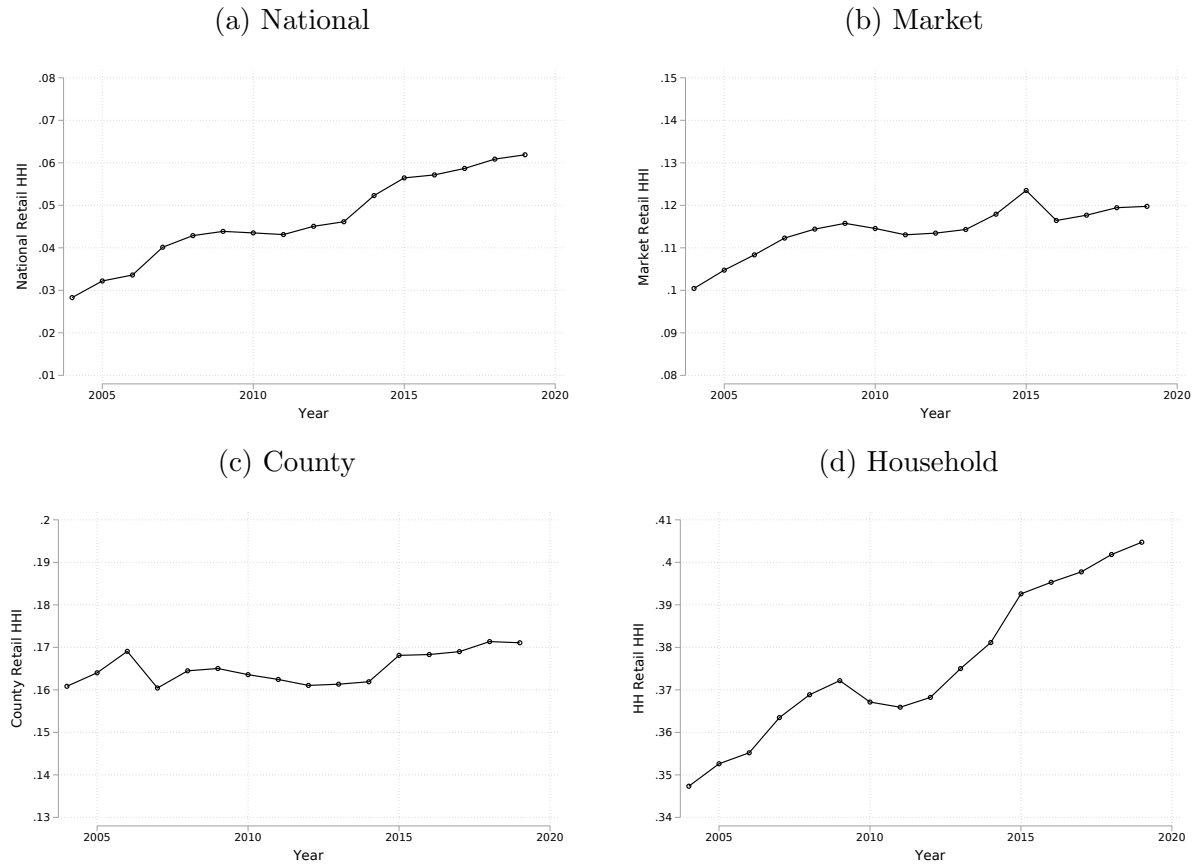 (a) National
.08
.07
.06
.05
.04
.03
.02
.01
National Retail HHI
2005 2010 2015 2020
Year
(b) Market
.15
.14
.13
.12
.11
.1
.09
.08
Market Retail HHI
2005 2010 2015 2020
Year
(c) County
.2
.19
.18
.17
.16
.15
.14
.13
County Retail HHI
2005 2010 2015 2020
Year
(d) Household
.41
.4
.39
.38
.37
.36
.35
.34
HH Retail HHI
2005 2010 2015 2020
Year